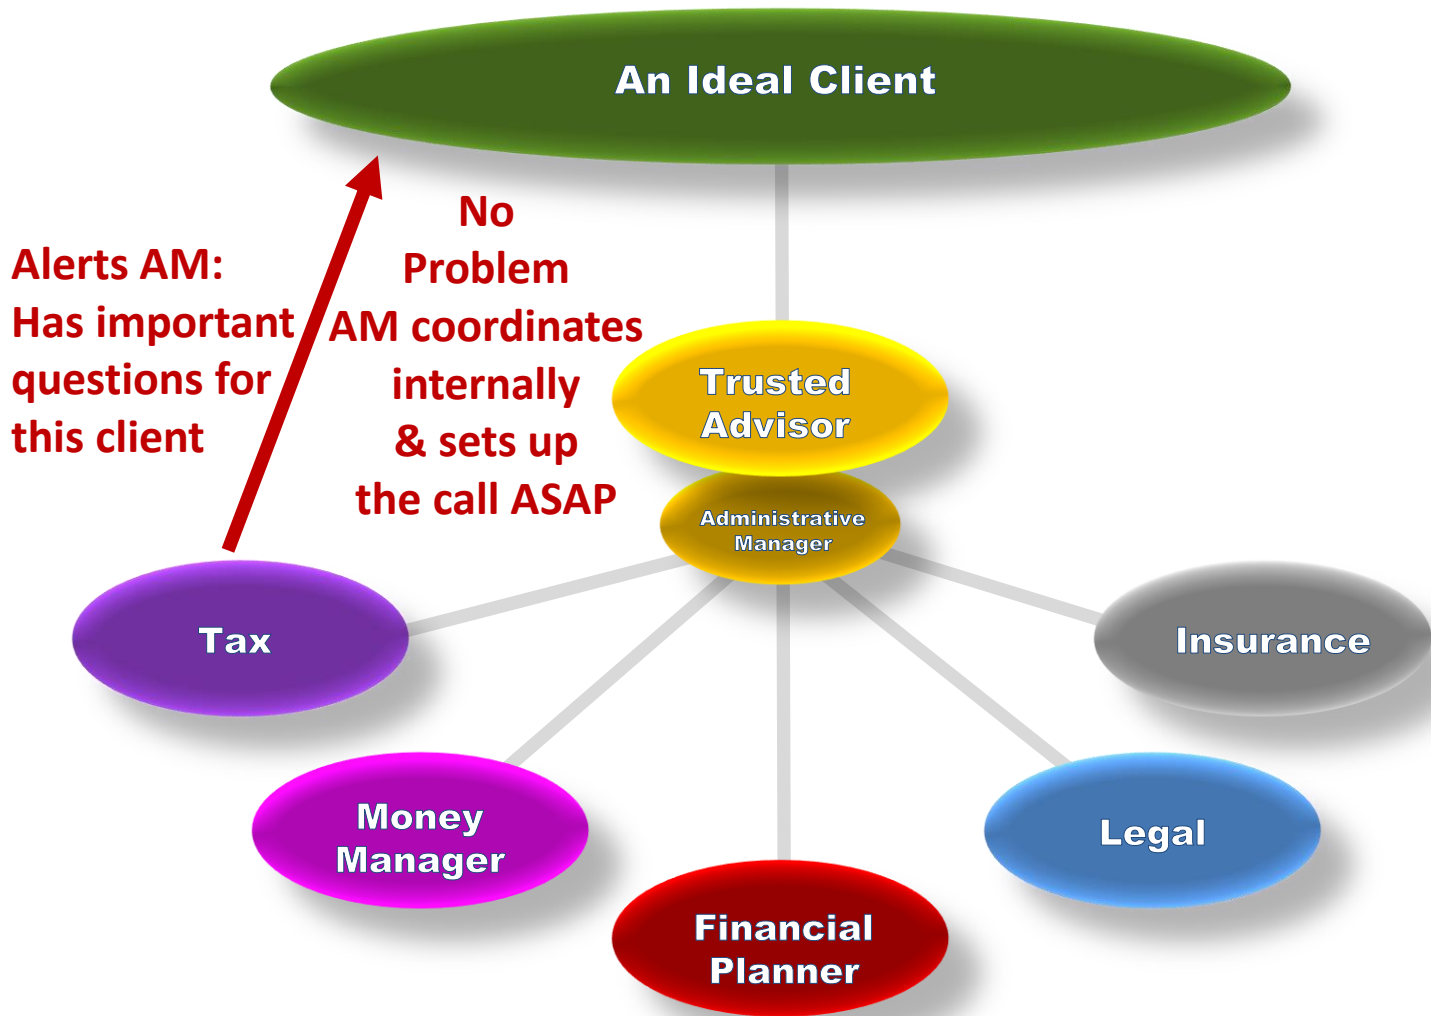 An Ideal Client
Alerts AM:
Has important
questions for
this client
No
Problem
AM coordinates
internally
& sets up
the call ASAP
Trusted
Advisor
Administrative
Manager
Tax
Insurance
Money
Manager
Legal
Financial
Planner